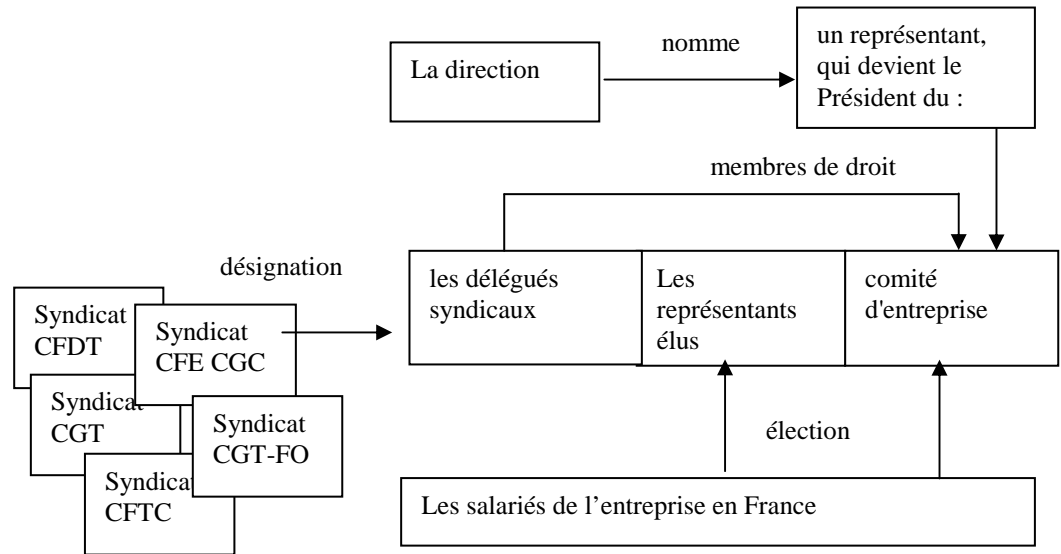 La direction
nomme
un représentant,
qui devient le
Président du :
membres de droit
désignation
les délégués
syndicaux
Les
représentants
élus
comité
d'entreprise
Syndicat
CFDT
Syndicat
CFE CGC
Syndicat
CGT
Syndicat
CGT-FO
Syndicat
CFTC
élection
Les salariés de l’entreprise en France